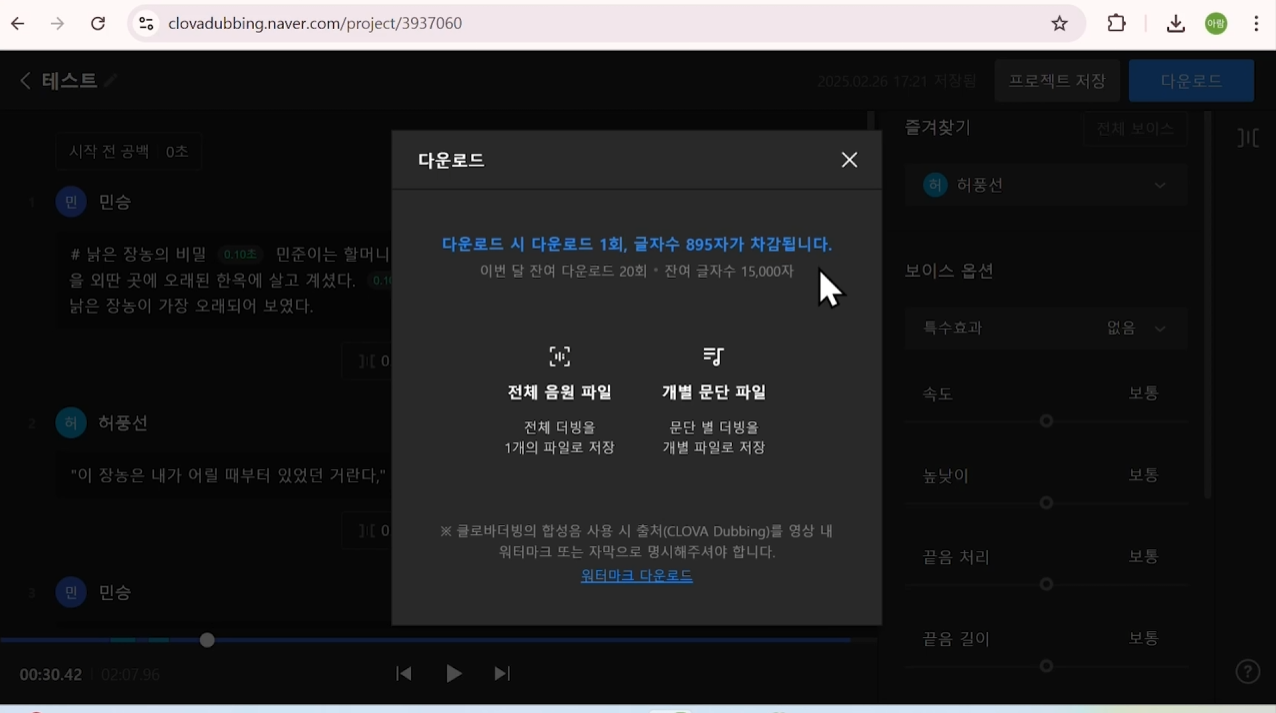 clovadubbing.naver.com/project/3937060
아람
테스트
2025.02.26 17:21 저장됨
프로젝트 저장
다운로드
시작 전 공백 0초
1 민 민승
# 낡은 장농의 비밀 0.10초 민준이는 할머니
을 외딴 곳에 오래된 한옥에 살고 계셨다. 0.10
낡은 장농이 가장 오래되어 보였다.
0
2 허 허풍선
"이 장농은 내가 어릴 때부터 있었던 거란다,"
0
3 민 민승
00:30.42 02:07.96
다운로드
다운로드 시 다운로드 1회, 글자수 895자가 차감됩니다.
이번 달 잔여 다운로드 20회 • 잔여 글자수 15,000자
전체 음원 파일
전체 더빙을
1개의 파일로 저장
개별 문단 파일
문단 별 더빙을
개별 파일로 저장
※ 클로바더빙의 합성음 사용 시 출처(CLOVA Dubbing)를 영상 내
워터마크 또는 자막으로 명시해주셔야 합니다.
워터마크 다운로드
즐겨찾기
전체 보이스
허 허풍선
보이스 옵션
특수효과 없음
속도 보통
높낮이 보통
끝음 처리 보통
끝음 길이 보통
?